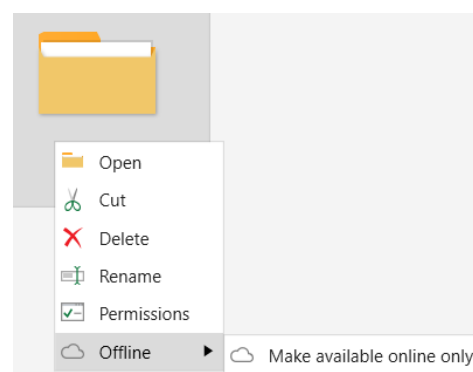 Open
Cut
Delete
Rename
Permissions
Offline
Make available online only